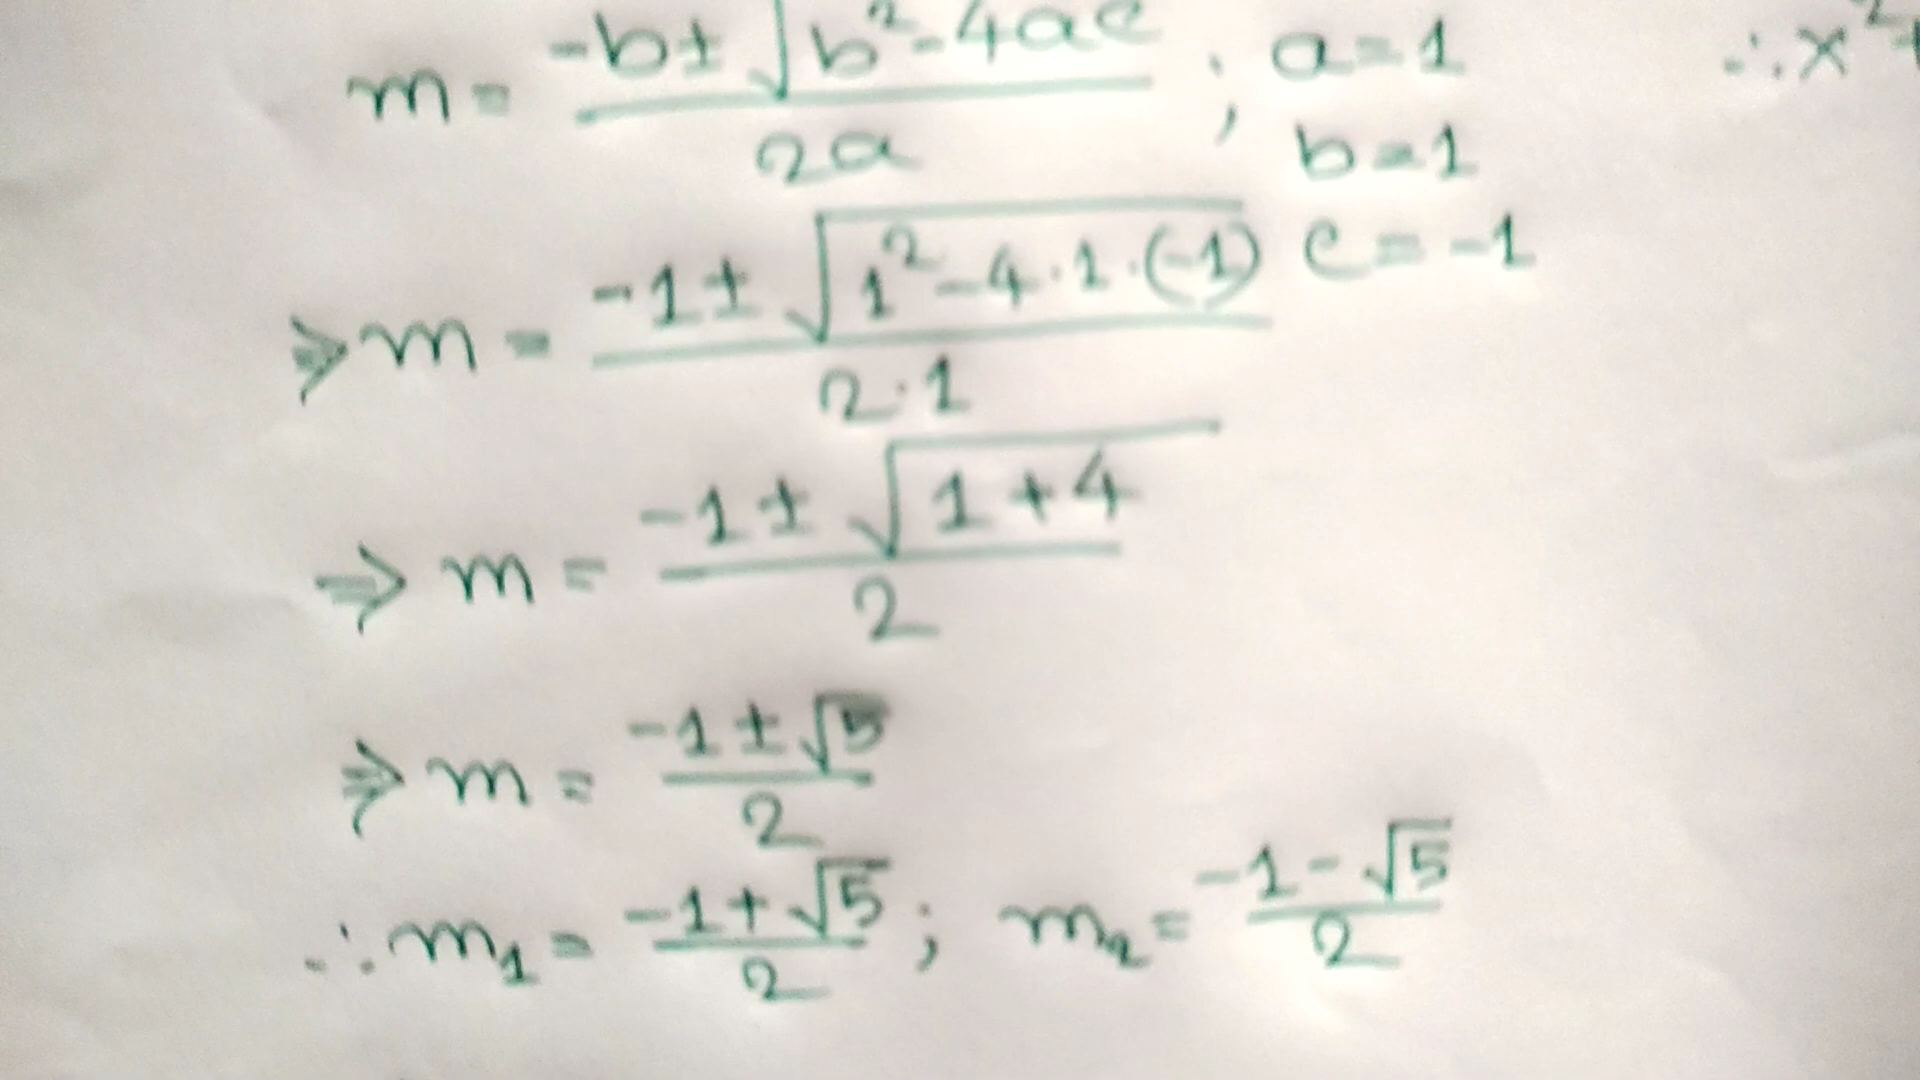 m = (-b ± √(b² - 4ac)) / 2a ; a = 1 ∴ x² +
b = 1
c = -1
⇒ m = (-1 ± √(1² - 4·1·(-1))) / 2·1
⇒ m = (-1 ± √(1 + 4)) / 2
⇒ m = (-1 ± √5) / 2
∴ m₁ = (-1 + √5) / 2 ; m₂ = (-1 - √5) / 2